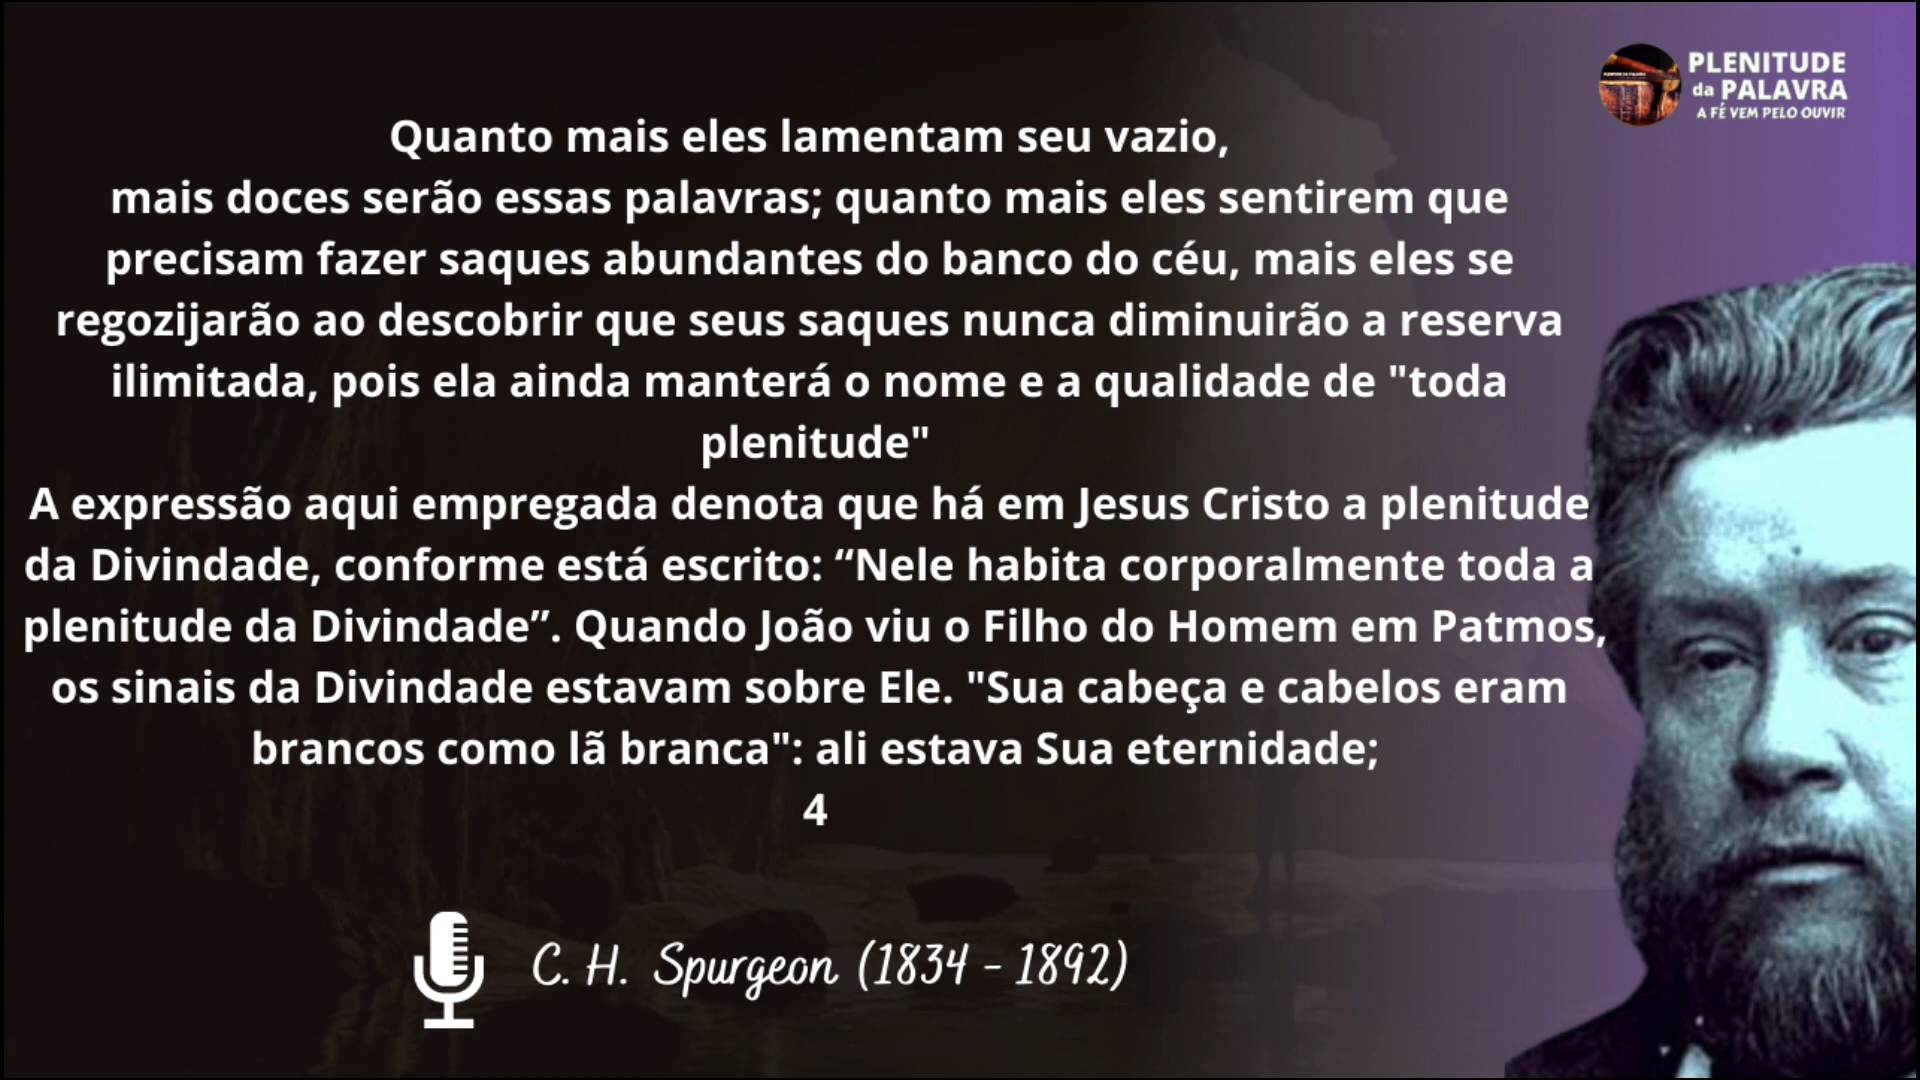 PLENITUDE
da PALAVRA
A FÉ VEM PELO OUVIR
Quanto mais eles lamentam seu vazio,
mais doces serão essas palavras; quanto mais eles sentirem que
precisam fazer saques abundantes do banco do céu, mais eles se
regozijarão ao descobrir que seus saques nunca diminuirão a reserva
ilimitada, pois ela ainda manterá o nome e a qualidade de "toda
plenitude"
A expressão aqui empregada denota que há em Jesus Cristo a plenitude
da Divindade, conforme está escrito: “Nele habita corporalmente toda a
plenitude da Divindade”. Quando João viu o Filho do Homem em Patmos,
os sinais da Divindade estavam sobre Ele. "Sua cabeça e cabelos eram
brancos como lã branca": ali estava Sua eternidade;
4
C. H. Spurgeon (1834 - 1892)